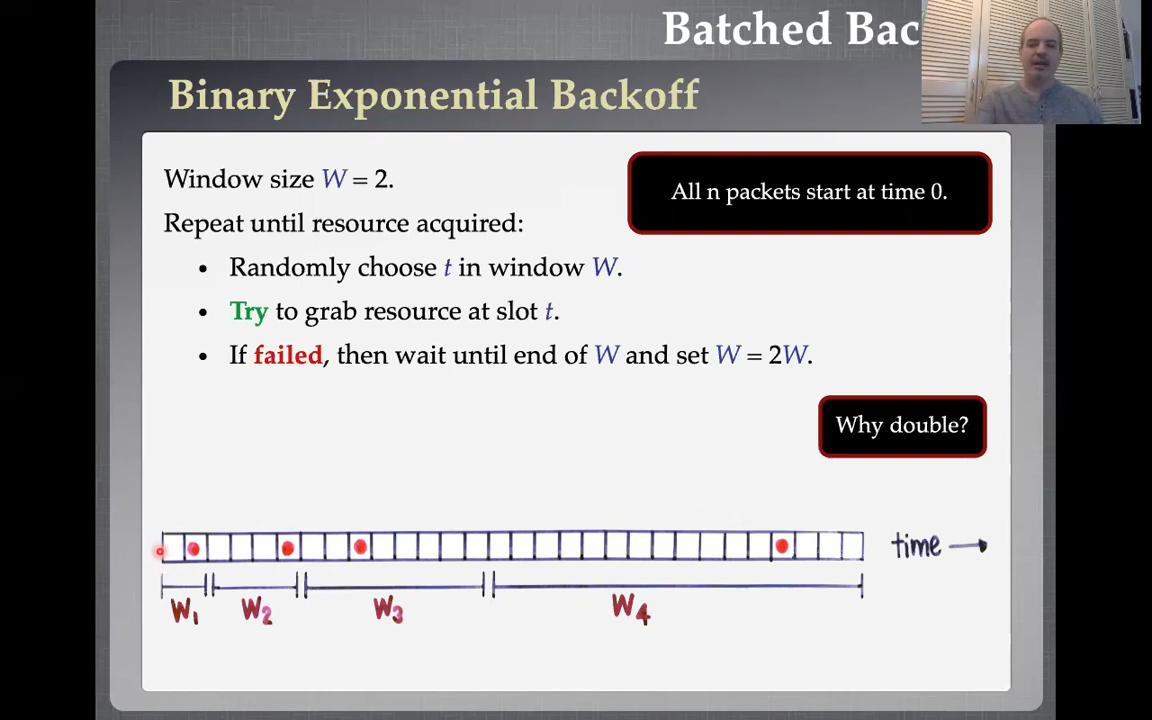 Batched Bac
Binary Exponential Backoff
Window size W = 2.
All n packets start at time 0.
Repeat until resource acquired:
• Randomly choose t in window W.
• Try to grab resource at slot t.
• If failed, then wait until end of W and set W = 2W.
Why double?
time
W1 W2 W3 W4